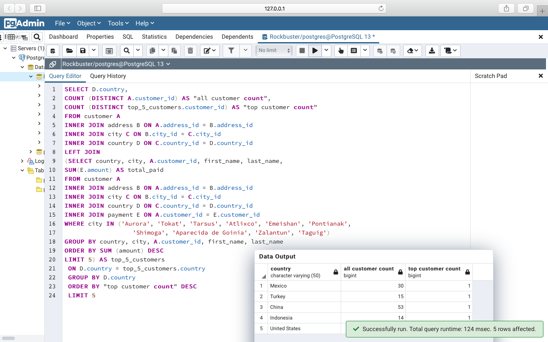 127.0.0.1
pgAdmin File Object Tools Help
Dashboard Properties SQL Statistics Dependencies Dependents Rockbuster/postgres@PostgreSQL 13 *
Servers (1)
No limit
Rockbuster/postgres@PostgreSQL 13
Query Editor Query History Scratch Pad
1 SELECT D.country,
2 COUNT (DISTINCT A.customer_id) AS "all customer count",
3 COUNT (DISTINCT top_5_customers.customer_id) AS "top customer count"
4 FROM customer A
5 INNER JOIN address B ON A.address_id = B.address_id
6 INNER JOIN city C ON B.city_id = C.city_id
7 INNER JOIN country D ON C.country_id = D.country_id
8 LEFT JOIN
9 (SELECT country, city, A.customer_id, first_name, last_name,
10 SUM(E.amount) AS total_paid
11 FROM customer A
12 INNER JOIN address B ON A.address_id = B.address_id
13 INNER JOIN city C ON B.city_id = C.city_id
14 INNER JOIN country D ON C.country_id = D.country_id
15 INNER JOIN payment E ON A.customer_id = E.customer_id
16 WHERE city IN ('Aurora', 'Tokat', 'Tarsus', 'Atlixco', 'Emeishan', 'Pontianak',
17 'Shimoga', 'Aparecida de Goinia', 'Zalantun', 'Taguig')
18 GROUP BY country, city, A.customer_id, first_name, last_name
19 ORDER BY SUM (amount) DESC
20 LIMIT 5) AS top_5_customers
21 ON D.country = top_5_customers.country
22 GROUP BY D.country
23 ORDER BY "top customer count" DESC
24 LIMIT 5
Data Output
country
character varying (50)
all customer count
bigint
top customer count
bigint
1 Mexico 30 1
2 Turkey 15 1
3 China 53 1
4 Indonesia 14 1
5 United States
Successfully run. Total query runtime: 124 msec. 5 rows affected.